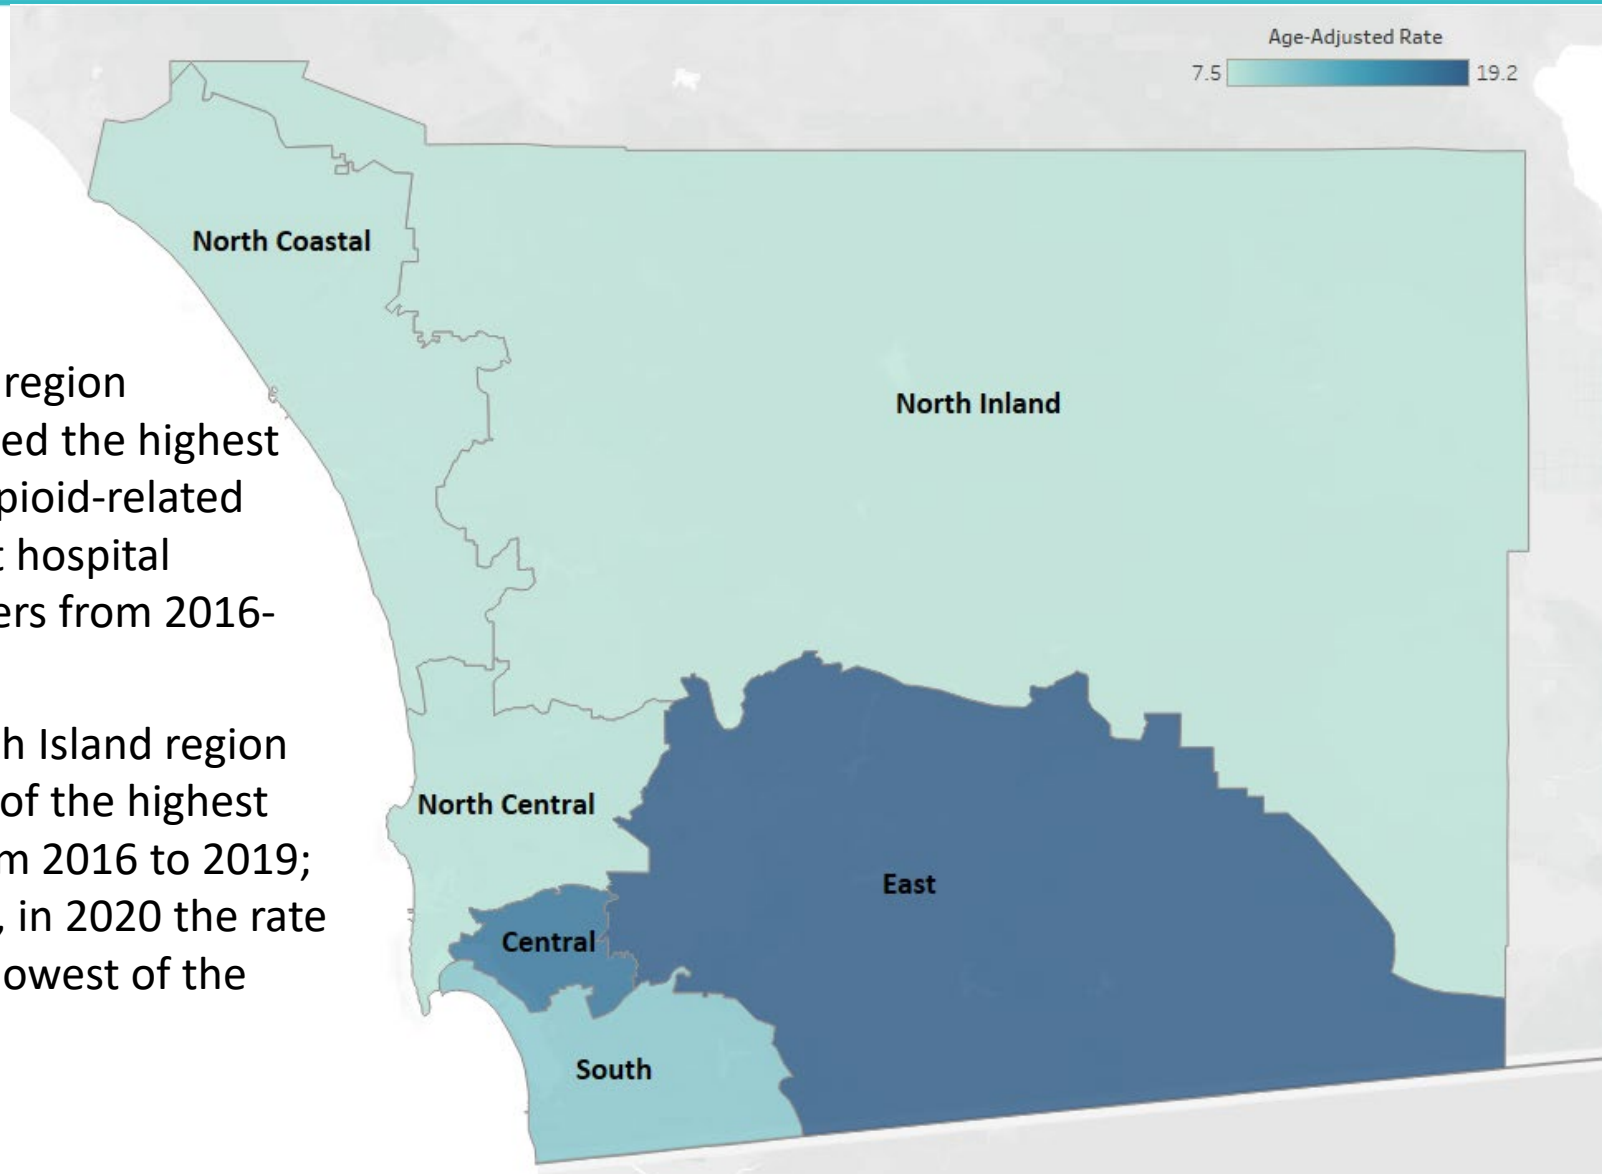 Age-Adjusted Rate
7.5 19.2
North Coastal
region
ed the highest
pioid-related
hospital
ers from 2016-
North Inland
h Island region
of the highest
m 2016 to 2019;
, in 2020 the rate
owest of the
North Central
East
Central
South